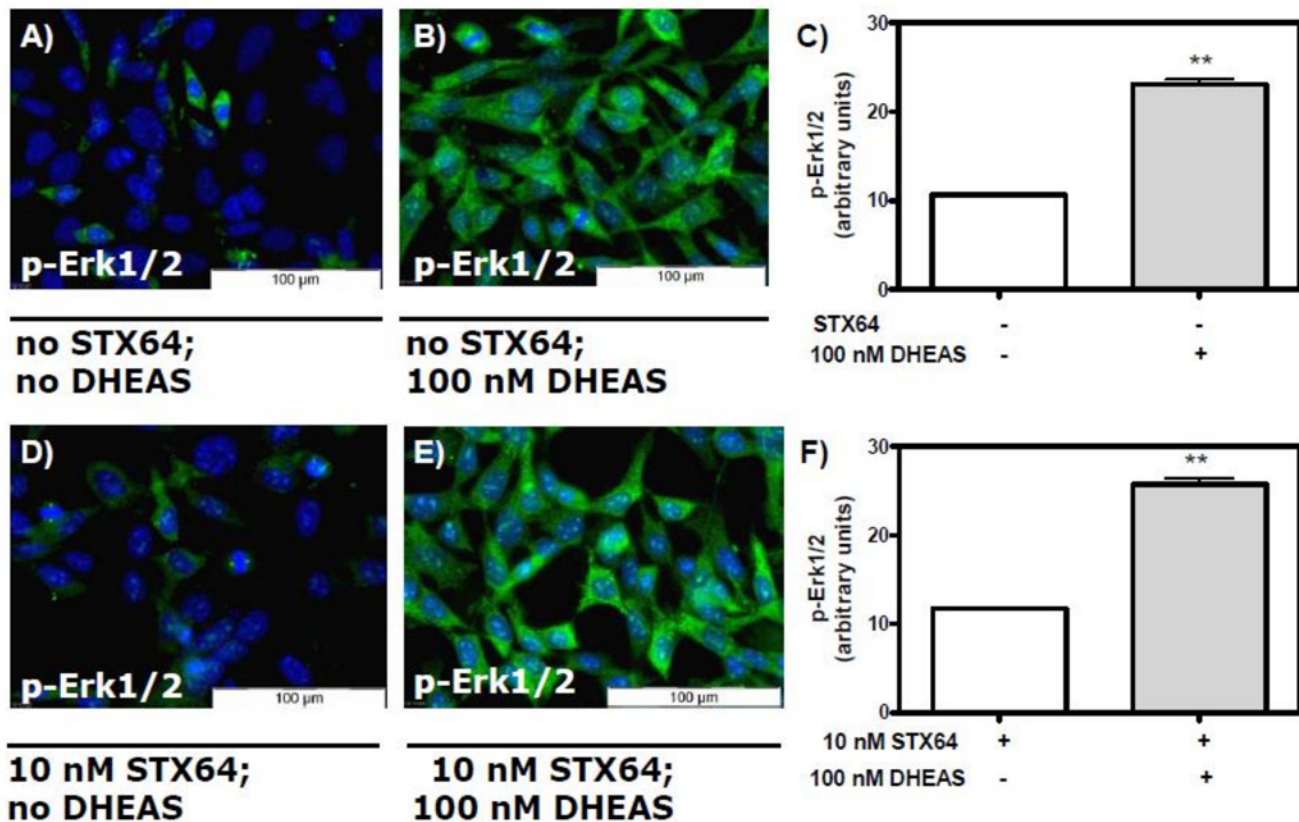 A)
p-Erk1/2
100 µm
no STX64;
no DHEAS
B)
p-Erk1/2
100 µm
no STX64;
100 nM DHEAS
C)
30
20
10
0
p-Erk1/2
(arbitrary units)
**
STX64 - -
100 nM DHEAS - +
D)
p-Erk1/2
100 µm
10 nM STX64;
no DHEAS
E)
p-Erk1/2
100 µm
10 nM STX64;
100 nM DHEAS
F)
30
20
10
0
p-Erk1/2
(arbitrary units)
**
10 nM STX64 + +
100 nM DHEAS - +